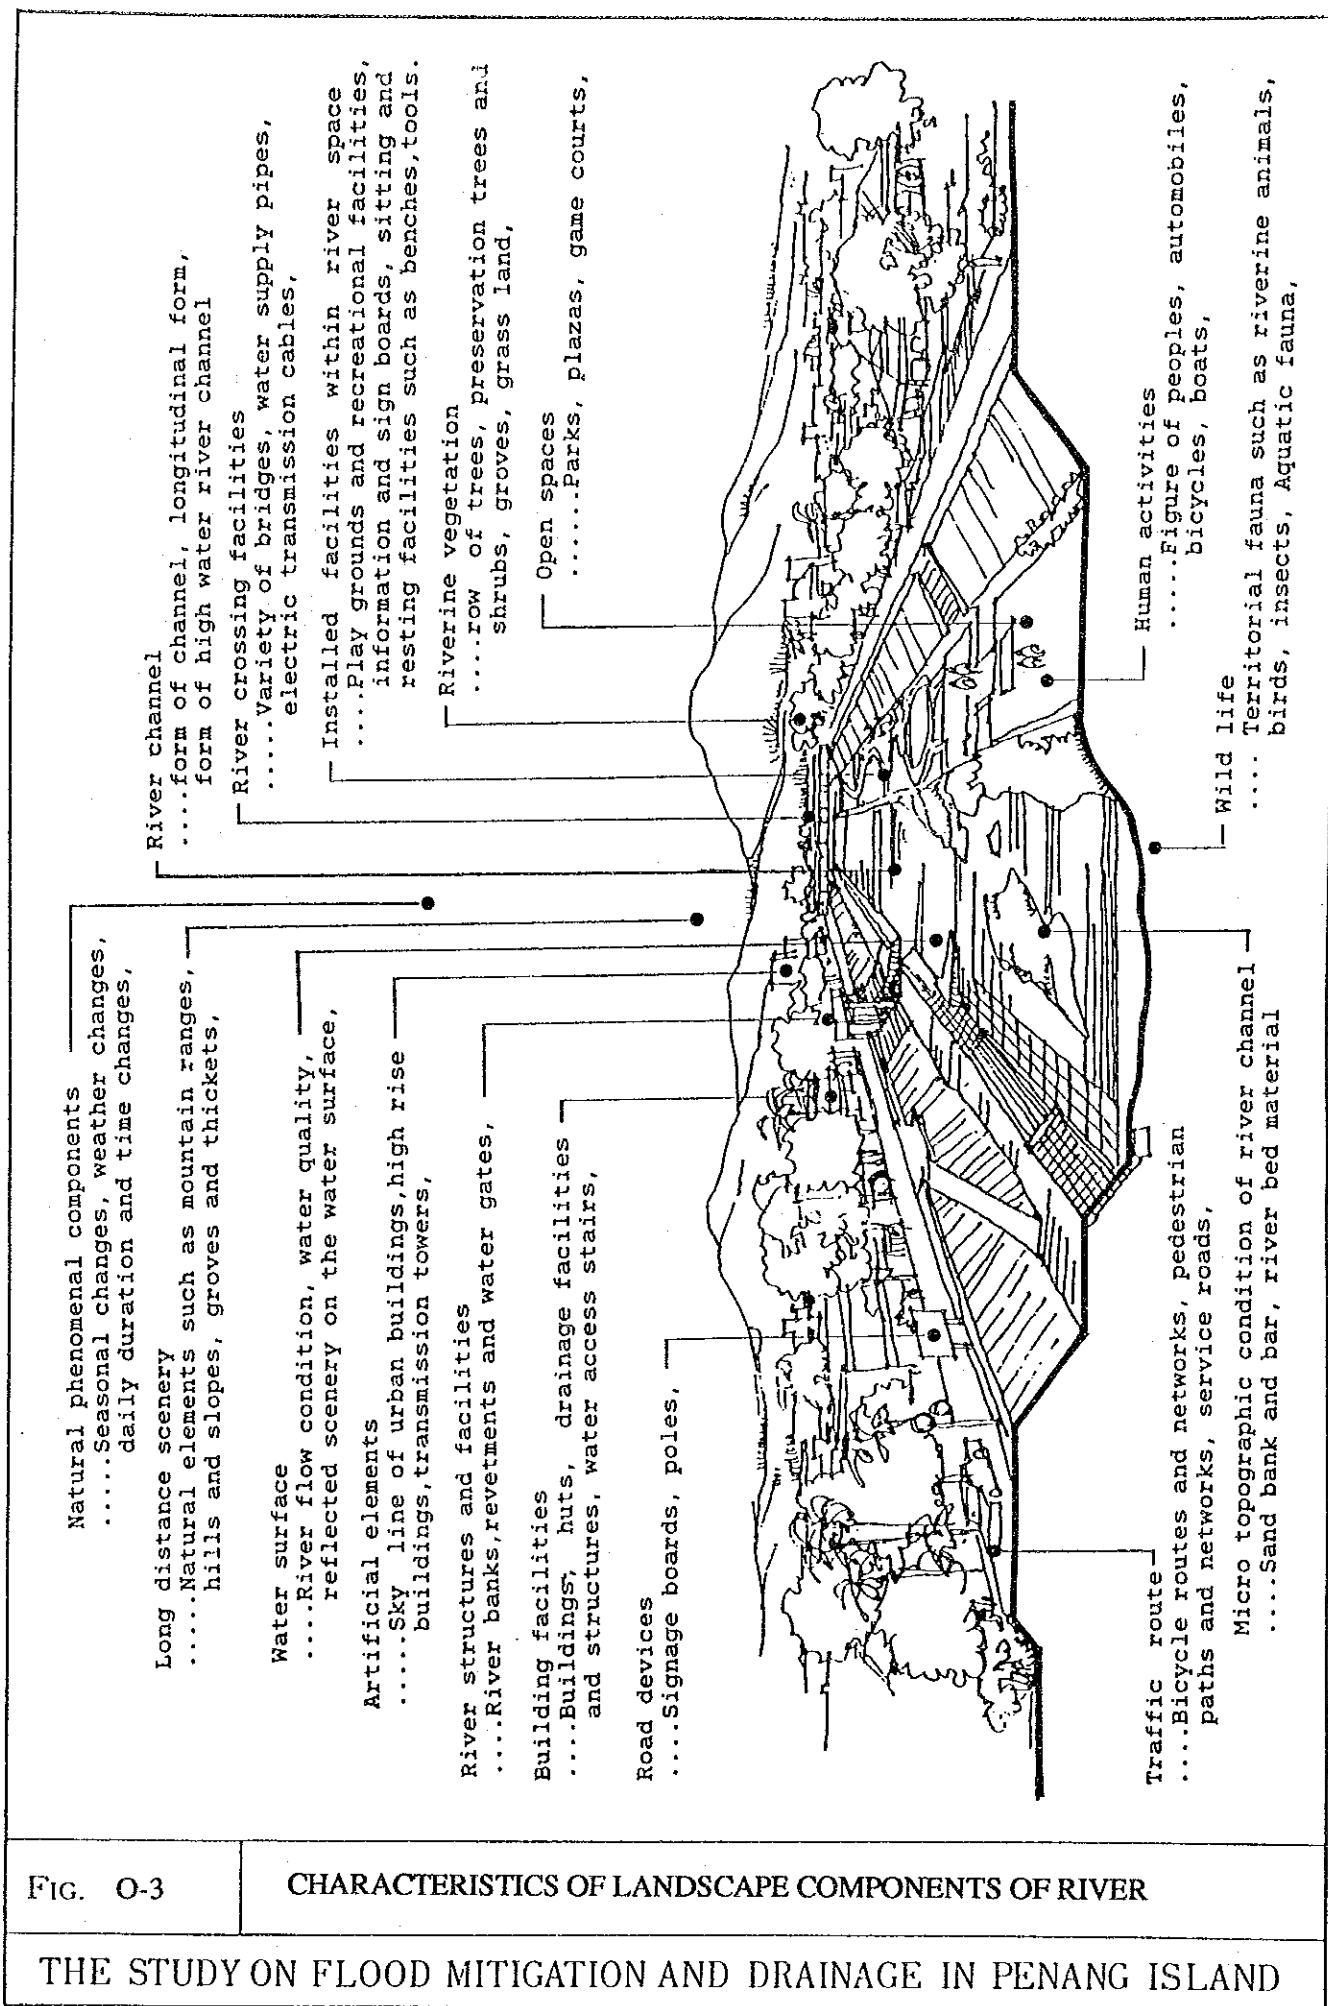 Natural phenomenal components
.....Seasonal changes, weather changes,
daily duration and time changes,
Long distance scenery
.....Natural elements such as mountain ranges,
hills and slopes, groves and thickets,
Water surface
....River flow condition, water quality,
reflected scenery on the water surface,
Artificial elements
.....Sky line of urban buildings,high rise
buildings,transmission towers,
River structures and facilities
....River banks,revetments and water gates,
Building facilities
....Buildings, huts, drainage facilities
and structures, water access stairs,
Road devices
....Signage boards, poles,
River channel
....form of channel, longitudinal form,
form of high water river channel
River crossing facilities
.....Variety of bridges, water supply pipes,
electric transmission cables,
Installed facilities within river space
...Play grounds and recreational facilities,
information and sign boards, sitting and
resting facilities such as benches,tools.
Riverine vegetation
....row of trees, preservation trees and
shrubs, groves, grass land,
Open spaces
......Parks, plazas, game courts,
Human activities
.....Figure of peoples, automobiles,
bicycles, boats,
Wild life
.... Territorial fauna such as riverine animals,
birds, insects, Aquatic fauna,
Traffic route
....Bicycle routes and networks, pedestrian
paths and networks, service roads,
Micro topographic condition of river channel
....Sand bank and bar, river bed material
FIG. O-3
CHARACTERISTICS OF LANDSCAPE COMPONENTS OF RIVER
THE STUDY ON FLOOD MITIGATION AND DRAINAGE IN PENANG ISLAND